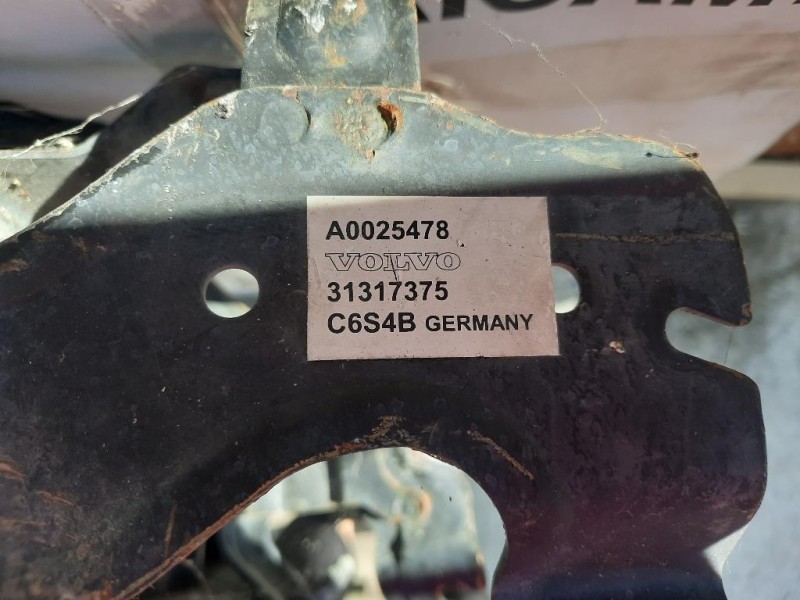 A0025478
VOLVO
31317375
C6S4B GERMANY